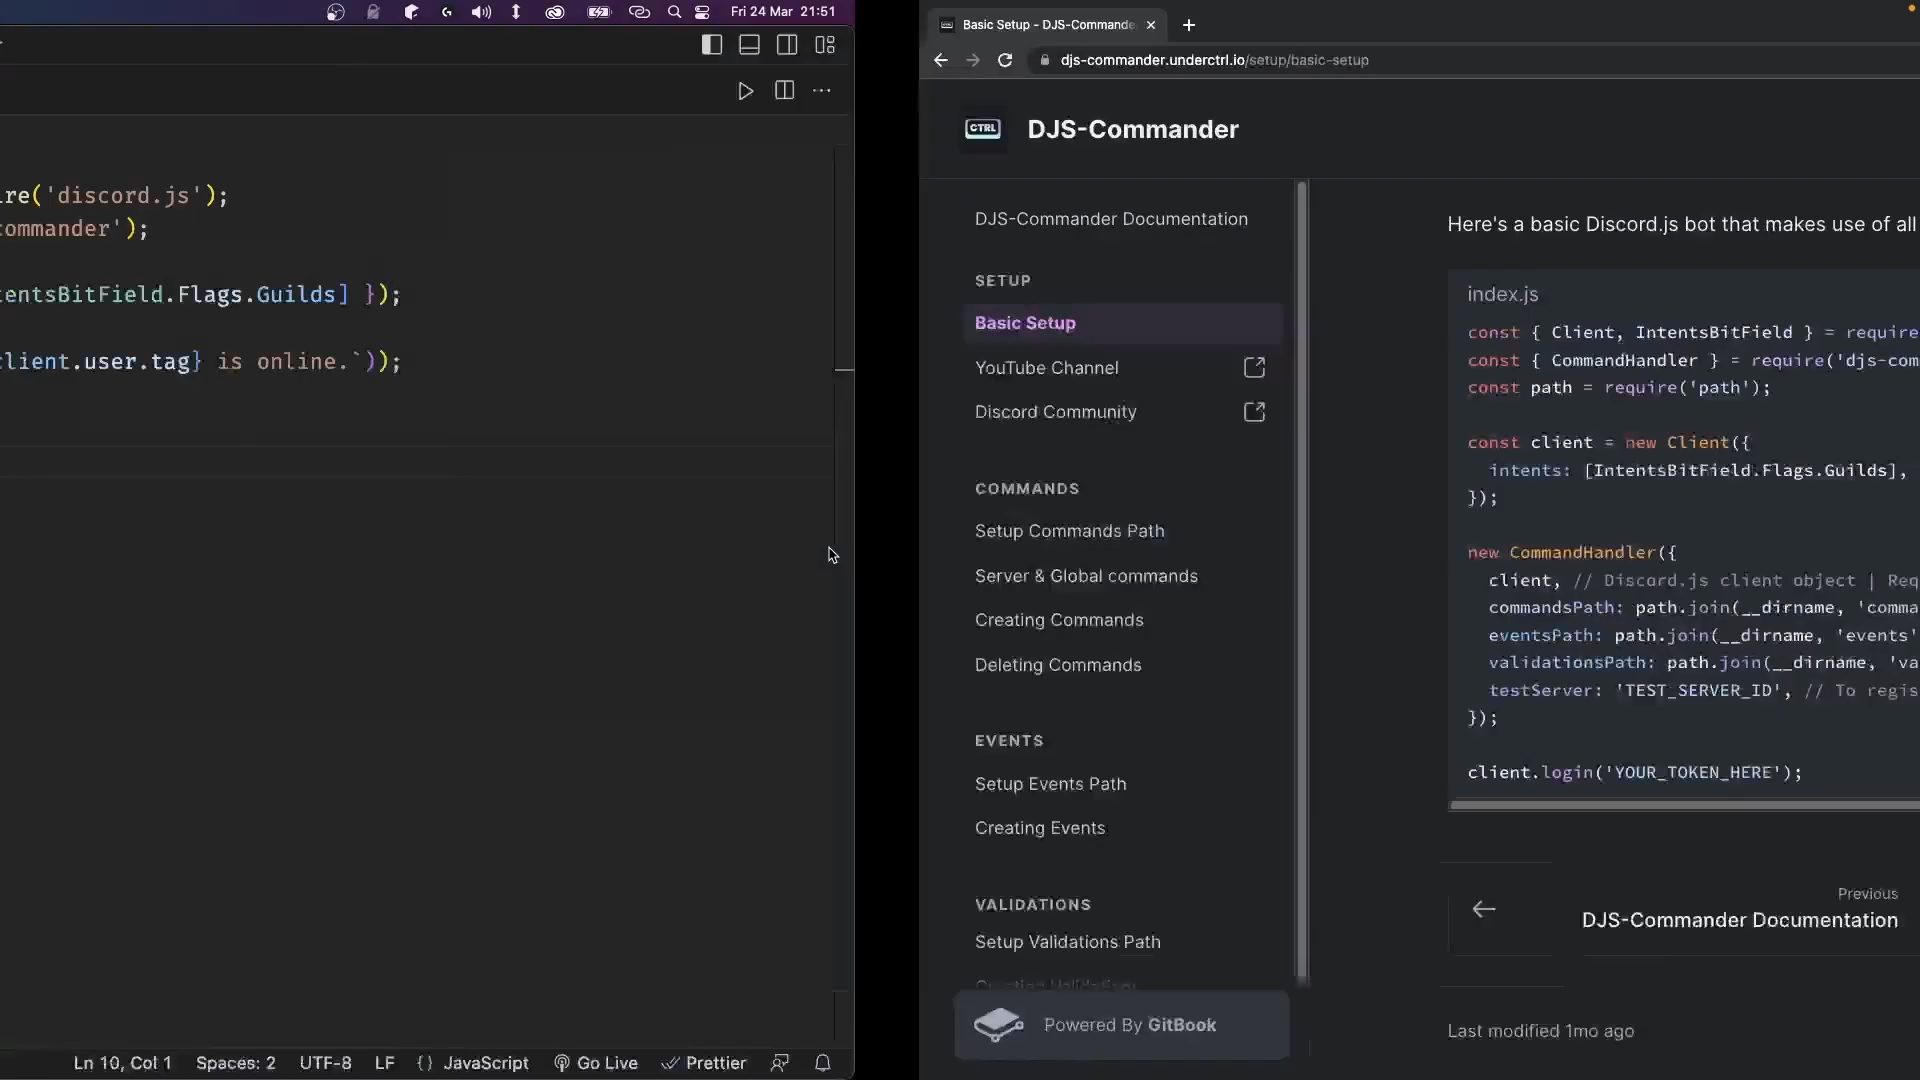 Fri 24 Mar 21:51
ire('discord.js');
commander');
tentsBitField.Flags.Guilds] });
client.user.tag} is online.`));
Ln 10, Col 1 Spaces: 2 UTF-8 LF {} JavaScript Go Live Prettier
Basic Setup - DJS-Commande
djs-commander.underctrl.io/setup/basic-setup
CTRL
DJS-Commander
DJS-Commander Documentation
SETUP
Basic Setup
YouTube Channel
Discord Community
COMMANDS
Setup Commands Path
Server & Global commands
Creating Commands
Deleting Commands
EVENTS
Setup Events Path
Creating Events
VALIDATIONS
Setup Validations Path
Powered By GitBook
Here's a basic Discord.js bot that makes use of all
index.js
const { Client, IntentsBitField } = require
const { CommandHandler } = require('djs-com
const path = require('path');
const client = new Client({
intents: [IntentsBitField.Flags.Guilds],
});
new CommandHandler({
client, // Discord.js client object | Req
commandsPath: path.join(__dirname, 'comma
eventsPath: path.join(__dirname, 'events'
validationsPath: path.join(__dirname, 'va
testServer: 'TEST_SERVER_ID', // To regis
});
client.login('YOUR_TOKEN_HERE');
Previous
DJS-Commander Documentation
Last modified 1mo ago